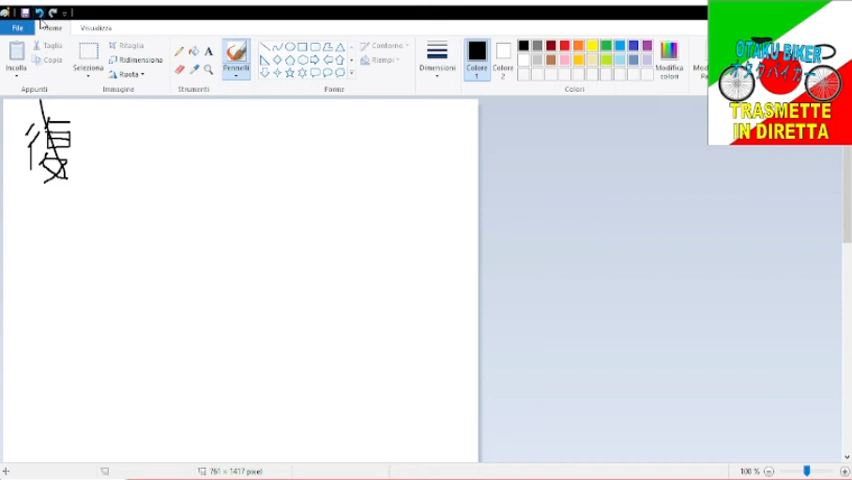 File
Home
Visualizza
Incolla
Taglia
Copia
Appunti
Seleziona
Ritaglia
Ridimensiona
Ruota
Immagine
A
Strumenti
Pennelli
Contorno
Riempi
Forme
Dimensioni
Colore
1
Colore
2
Modifica
colori
Colori
OTAKU BIKER
オタクバイカー
TRASMETTE
IN DIRETTA
復
761 × 1417 pixel
100 %